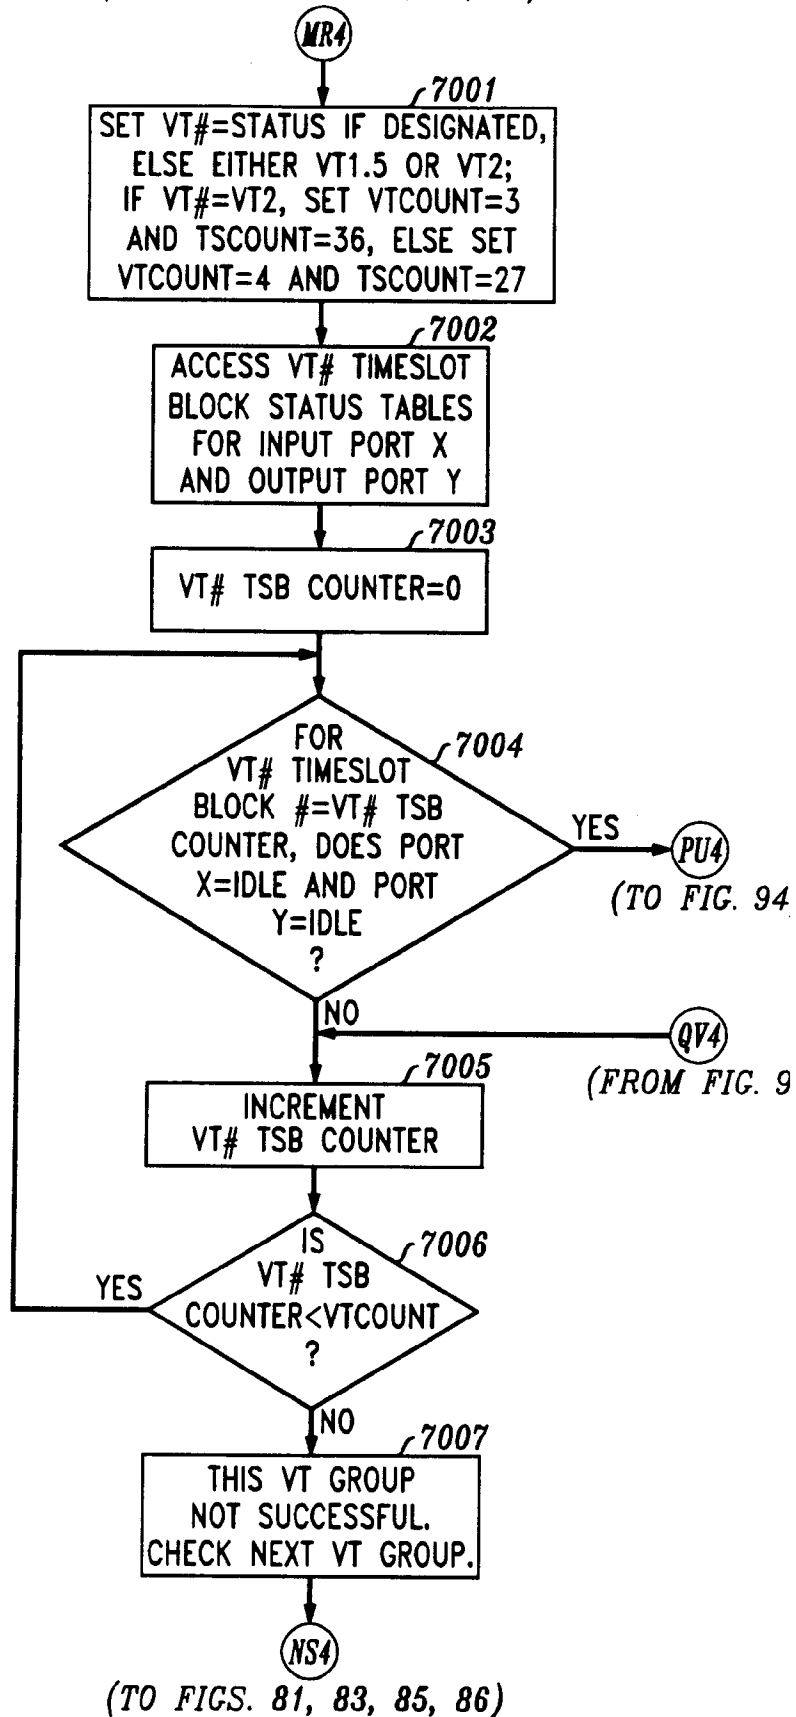 MR4
7001
SET VT#=STATUS IF DESIGNATED,
ELSE EITHER VT1.5 OR VT2;
IF VT#=VT2, SET VTCOUNT=3
AND TSCOUNT=36, ELSE SET
VTCOUNT=4 AND TSCOUNT=27
7002
ACCESS VT# TIMESLOT
BLOCK STATUS TABLES
FOR INPUT PORT X
AND OUTPUT PORT Y
7003
VT# TSB COUNTER=0
7004
FOR
VT# TIMESLOT
BLOCK #=VT# TSB
COUNTER, DOES PORT
X=IDLE AND PORT
Y=IDLE
?
YES
PU4
(TO FIG. 94
NO
QV4
(FROM FIG. 9
7005
INCREMENT
VT# TSB COUNTER
7006
IS
VT# TSB
COUNTER<VTCOUNT
?
YES
NO
7007
THIS VT GROUP
NOT SUCCESSFUL.
CHECK NEXT VT GROUP.
NS4
(TO FIGS. 81, 83, 85, 86)